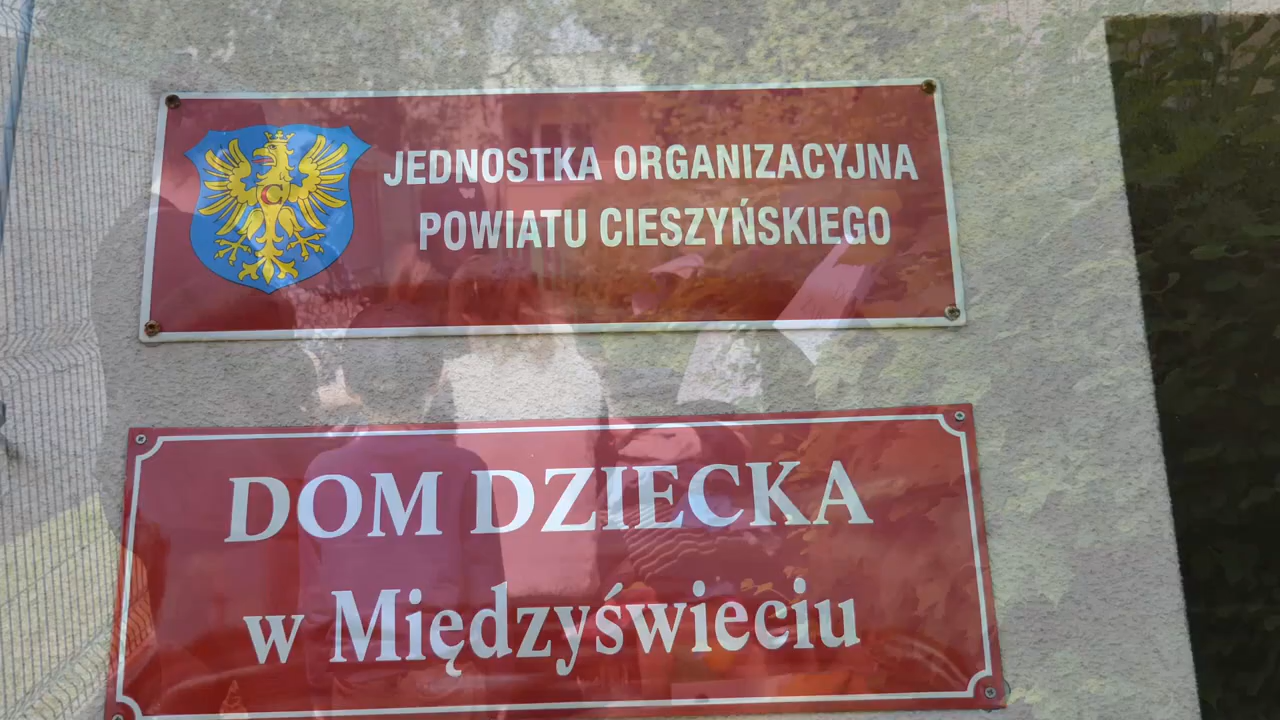 JEDNOSTKA ORGANIZACYJNA
POWIATU CIESZYŃSKIEGO
C
DOM DZIECKA
w Międzyświeciu